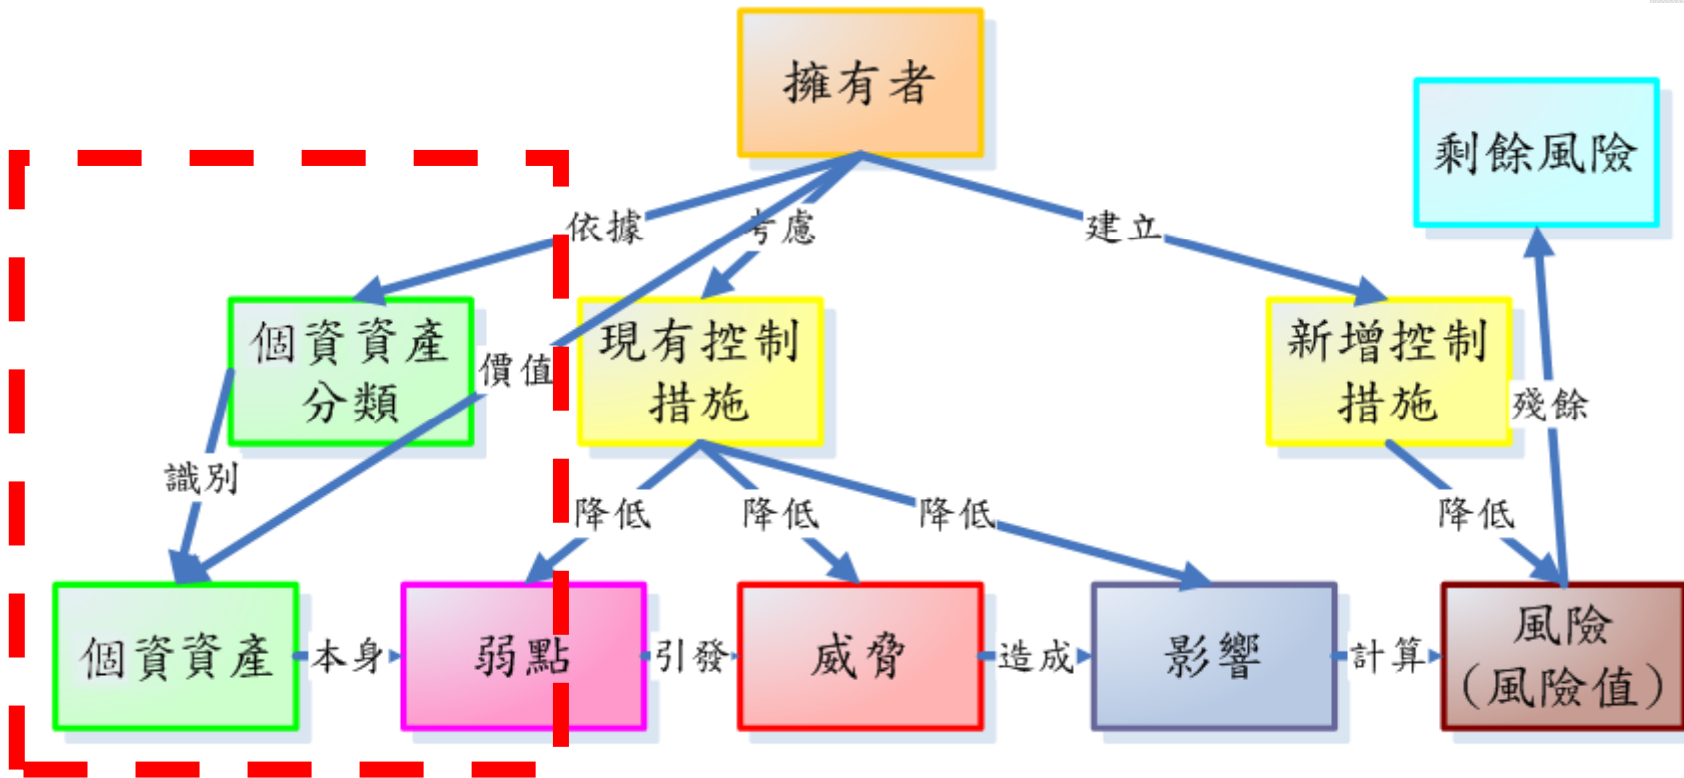 擁有者
剩餘風險
依據
考慮
建立
個資資產
分類
價值
現有控制
措施
新增控制
措施
殘餘
識別
降低
降低
降低
降低
個資資產
本身
弱點
引發
威脅
造成
影響
計算
風險
(風險值)